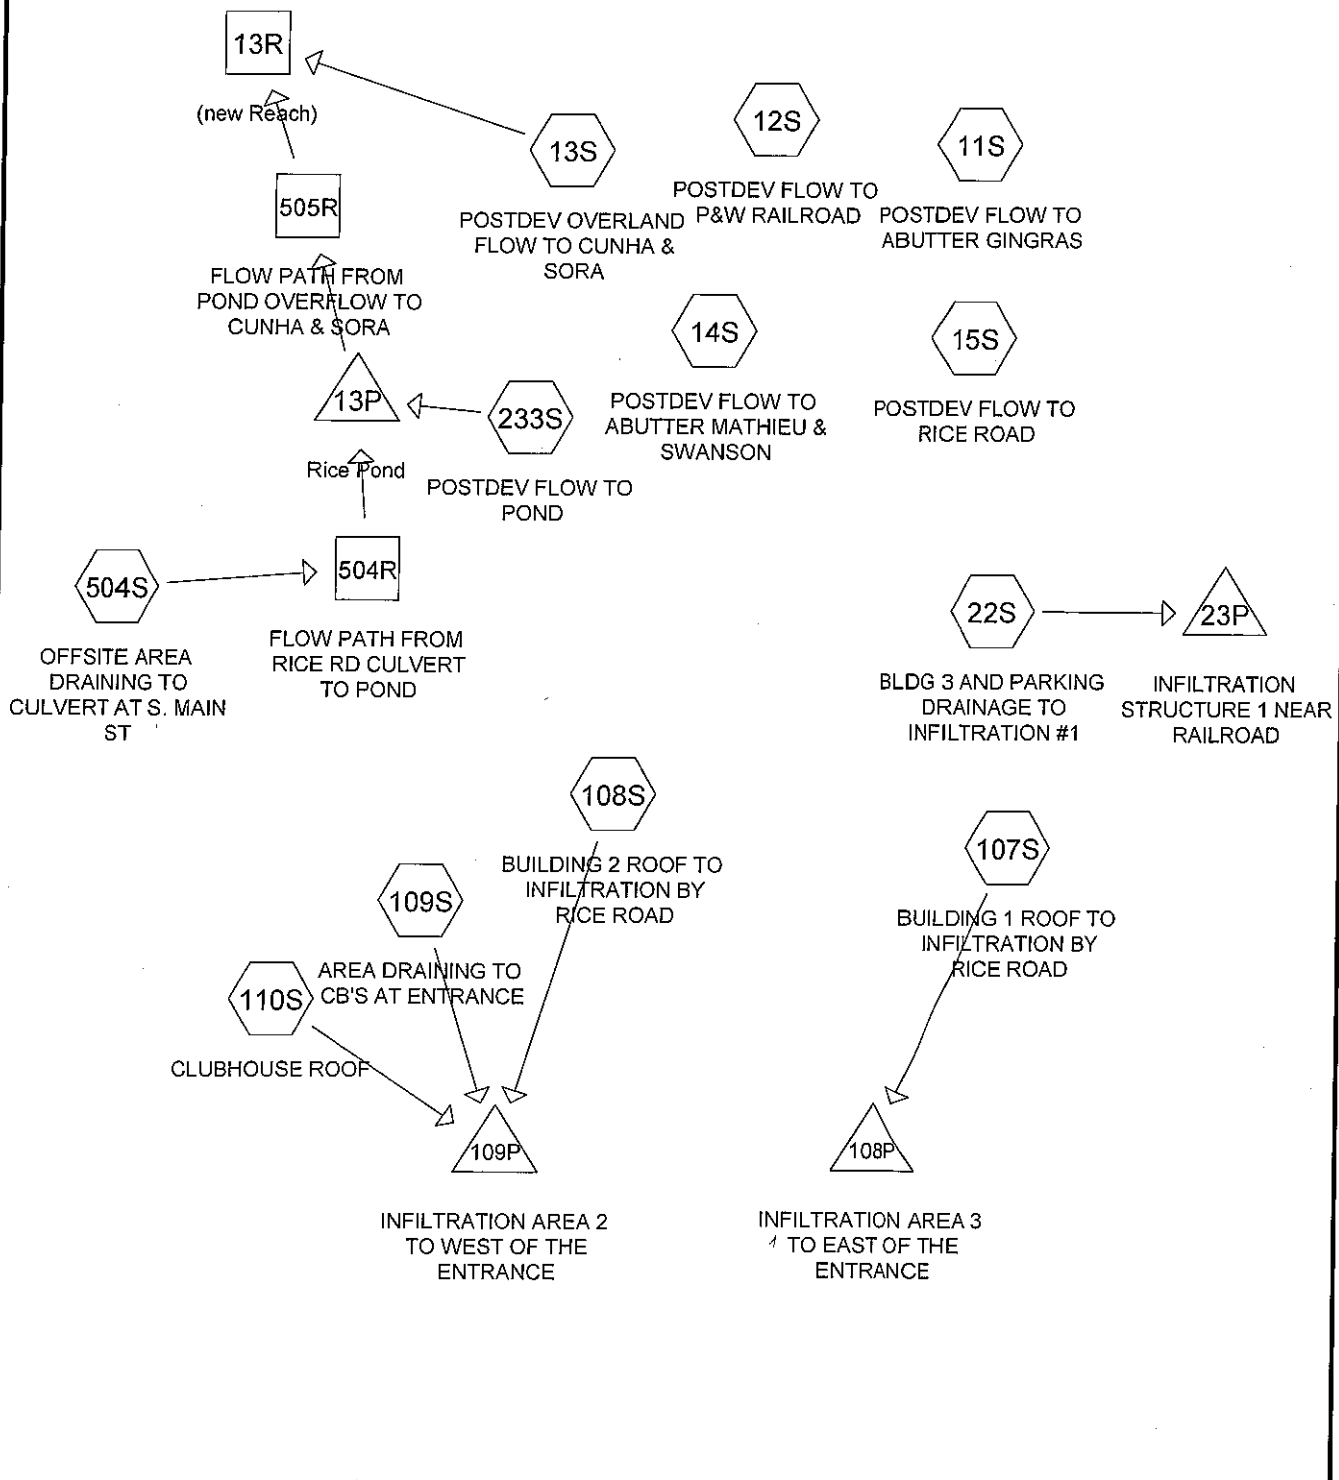 13R
(new Reach)
13S
POSTDEV OVERLAND
FLOW TO CUNHA &
SORA
12S
POSTDEV FLOW TO
P&W RAILROAD
11S
POSTDEV FLOW TO
ABUTTER GINGRAS
505R
FLOW PATH FROM
POND OVERFLOW TO
CUNHA & SORA
14S
POSTDEV FLOW TO
ABUTTER MATHIEU &
SWANSON
15S
POSTDEV FLOW TO
RICE ROAD
13P
Rice Pond
233S
POSTDEV FLOW TO
POND
504S
OFFSITE AREA
DRAINING TO
CULVERT AT S. MAIN
ST
504R
FLOW PATH FROM
RICE RD CULVERT
TO POND
22S
BLDG 3 AND PARKING
DRAINAGE TO
INFILTRATION #1
23P
INFILTRATION
STRUCTURE 1 NEAR
RAILROAD
108S
BUILDING 2 ROOF TO
INFILTRATION BY
RICE ROAD
107S
BUILDING 1 ROOF TO
INFILTRATION BY
RICE ROAD
109S
AREA DRAINING TO
CB'S AT ENTRANCE
110S
CLUBHOUSE ROOF
109P
INFILTRATION AREA 2
TO WEST OF THE
ENTRANCE
108P
INFILTRATION AREA 3
TO EAST OF THE
ENTRANCE